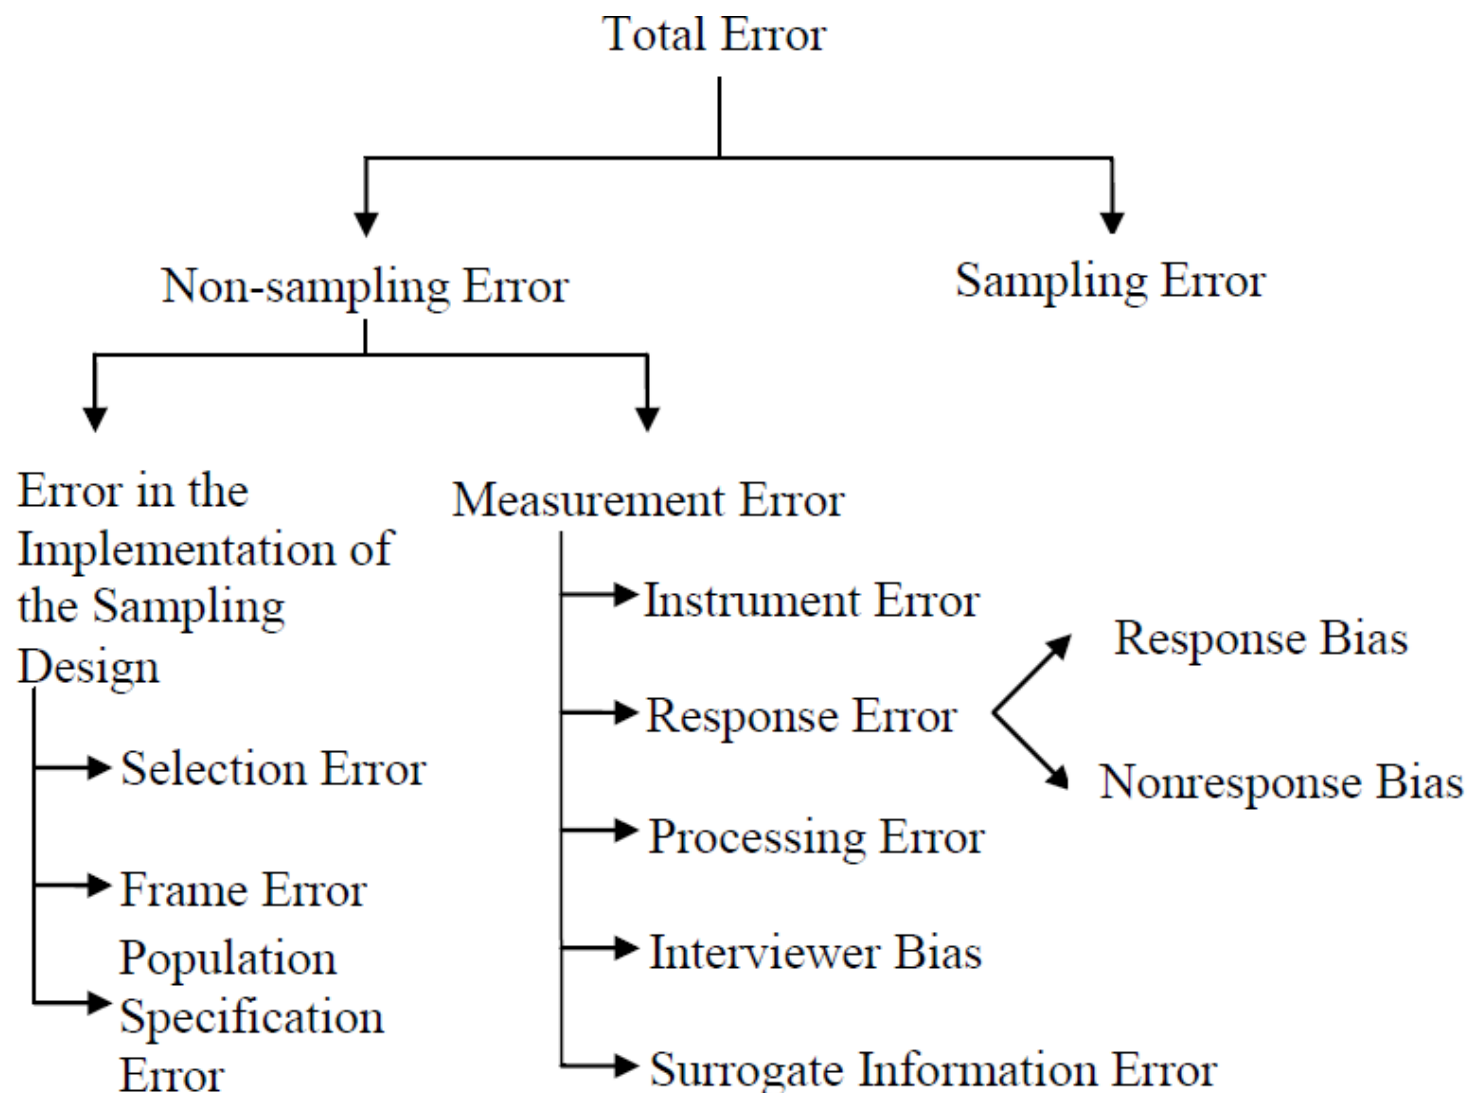 Total Error
Non-sampling Error
Sampling Error
Error in the
Implementation of
the Sampling
Design
Selection Error
Frame Error
Population
Specification
Error
Measurement Error
Instrument Error
Response Error
Response Bias
Nonresponse Bias
Processing Error
Interviewer Bias
Surrogate Information Error